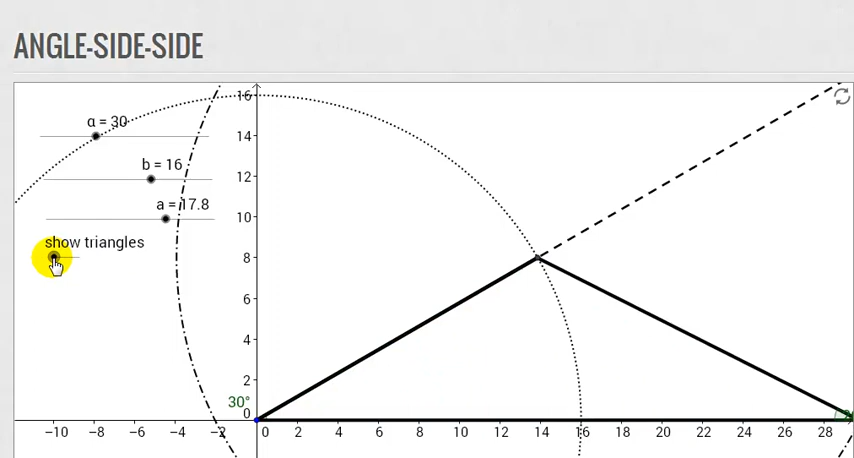 ANGLE-SIDE-SIDE
16
α = 30
14
b = 16
12
a = 17.8
10
show triangles
8
6
4
2
30°
0
−10 −8 −6 −4 −2 0 2 4 6 8 10 12 14 16 18 20 22 24 26 28